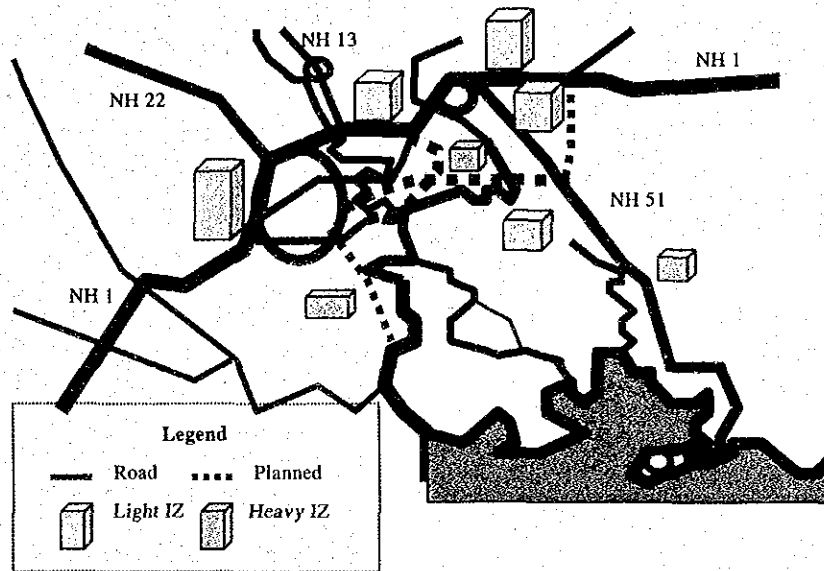 NH 13
NH 1
NH 22
NH 51
NH 1
Legend
Road Planned
Light IZ Heavy IZ